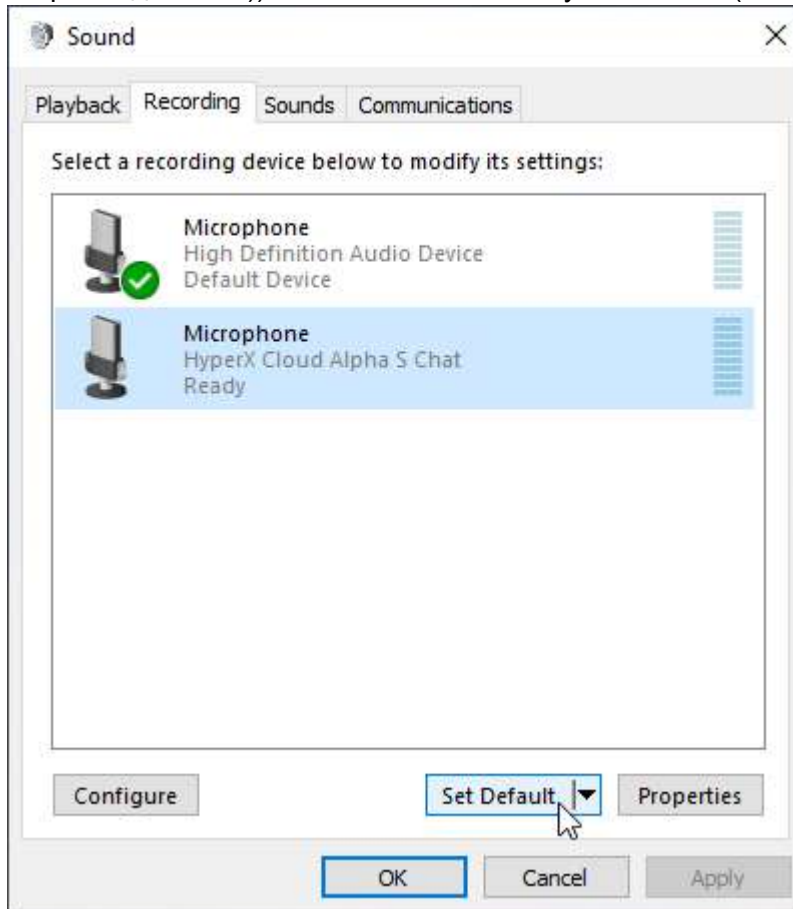 Sound
Playback Recording Sounds Communications
Select a recording device below to modify its settings:
Microphone
High Definition Audio Device
Default Device
Microphone
HyperX Cloud Alpha S Chat
Ready
Configure Set Default Properties
OK Cancel Apply